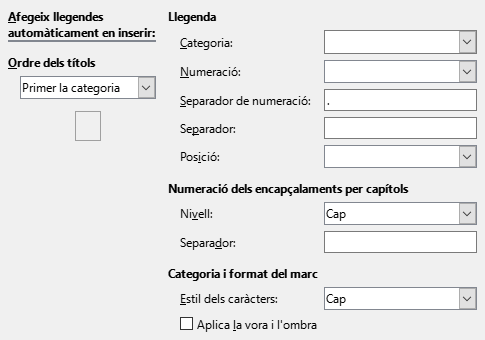 Afegeix llegendes
automàticament en inserir:
Ordre dels títols
Primer la categoria
Llegenda
Categoria:
Numeració:
Separador de numeració: .
Separador:
Posició:
Numeració dels encapçalaments per capítols
Nivell: Cap
Separador:
Categoria i format del marc
Estil dels caràcters: Cap
Aplica la vora i l'ombra